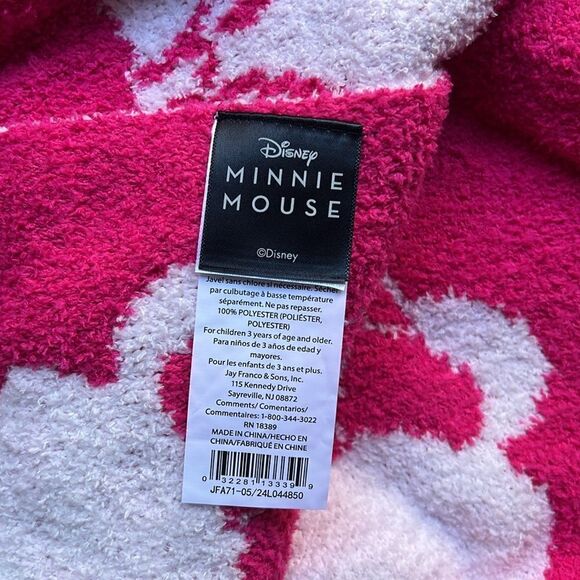 Disney
MINNIE
MOUSE
©Disney
Javel sans chlore si nécessaire. Sécher
par culbutage à basse température
séparément. Ne pas repasser.
100% POLYESTER (POLIÉSTER,
POLYESTER)
For children 3 years of age and older.
Para niños de 3 años de edad y
mayores.
Pour les enfants de 3 ans et plus.
Jay Franco & Sons, Inc.
115 Kennedy Drive
Sayreville, NJ 08872
Comments/ Comentarios/
Commentaires: 1-800-344-3022
RN 18389
MADE IN CHINA/HECHO EN
CHINA/FABRIQUÉ EN CHINE
0 32281 13339 9
JFA71-05/24L044850